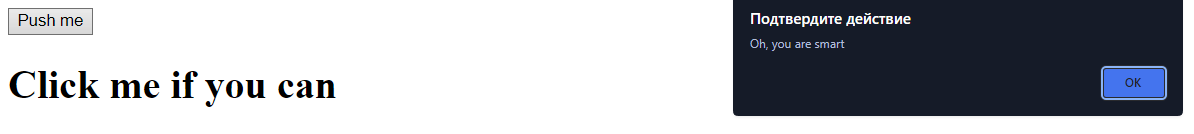 Push me
Click me if you can
Подтвердите действие
Oh, you are smart
OK